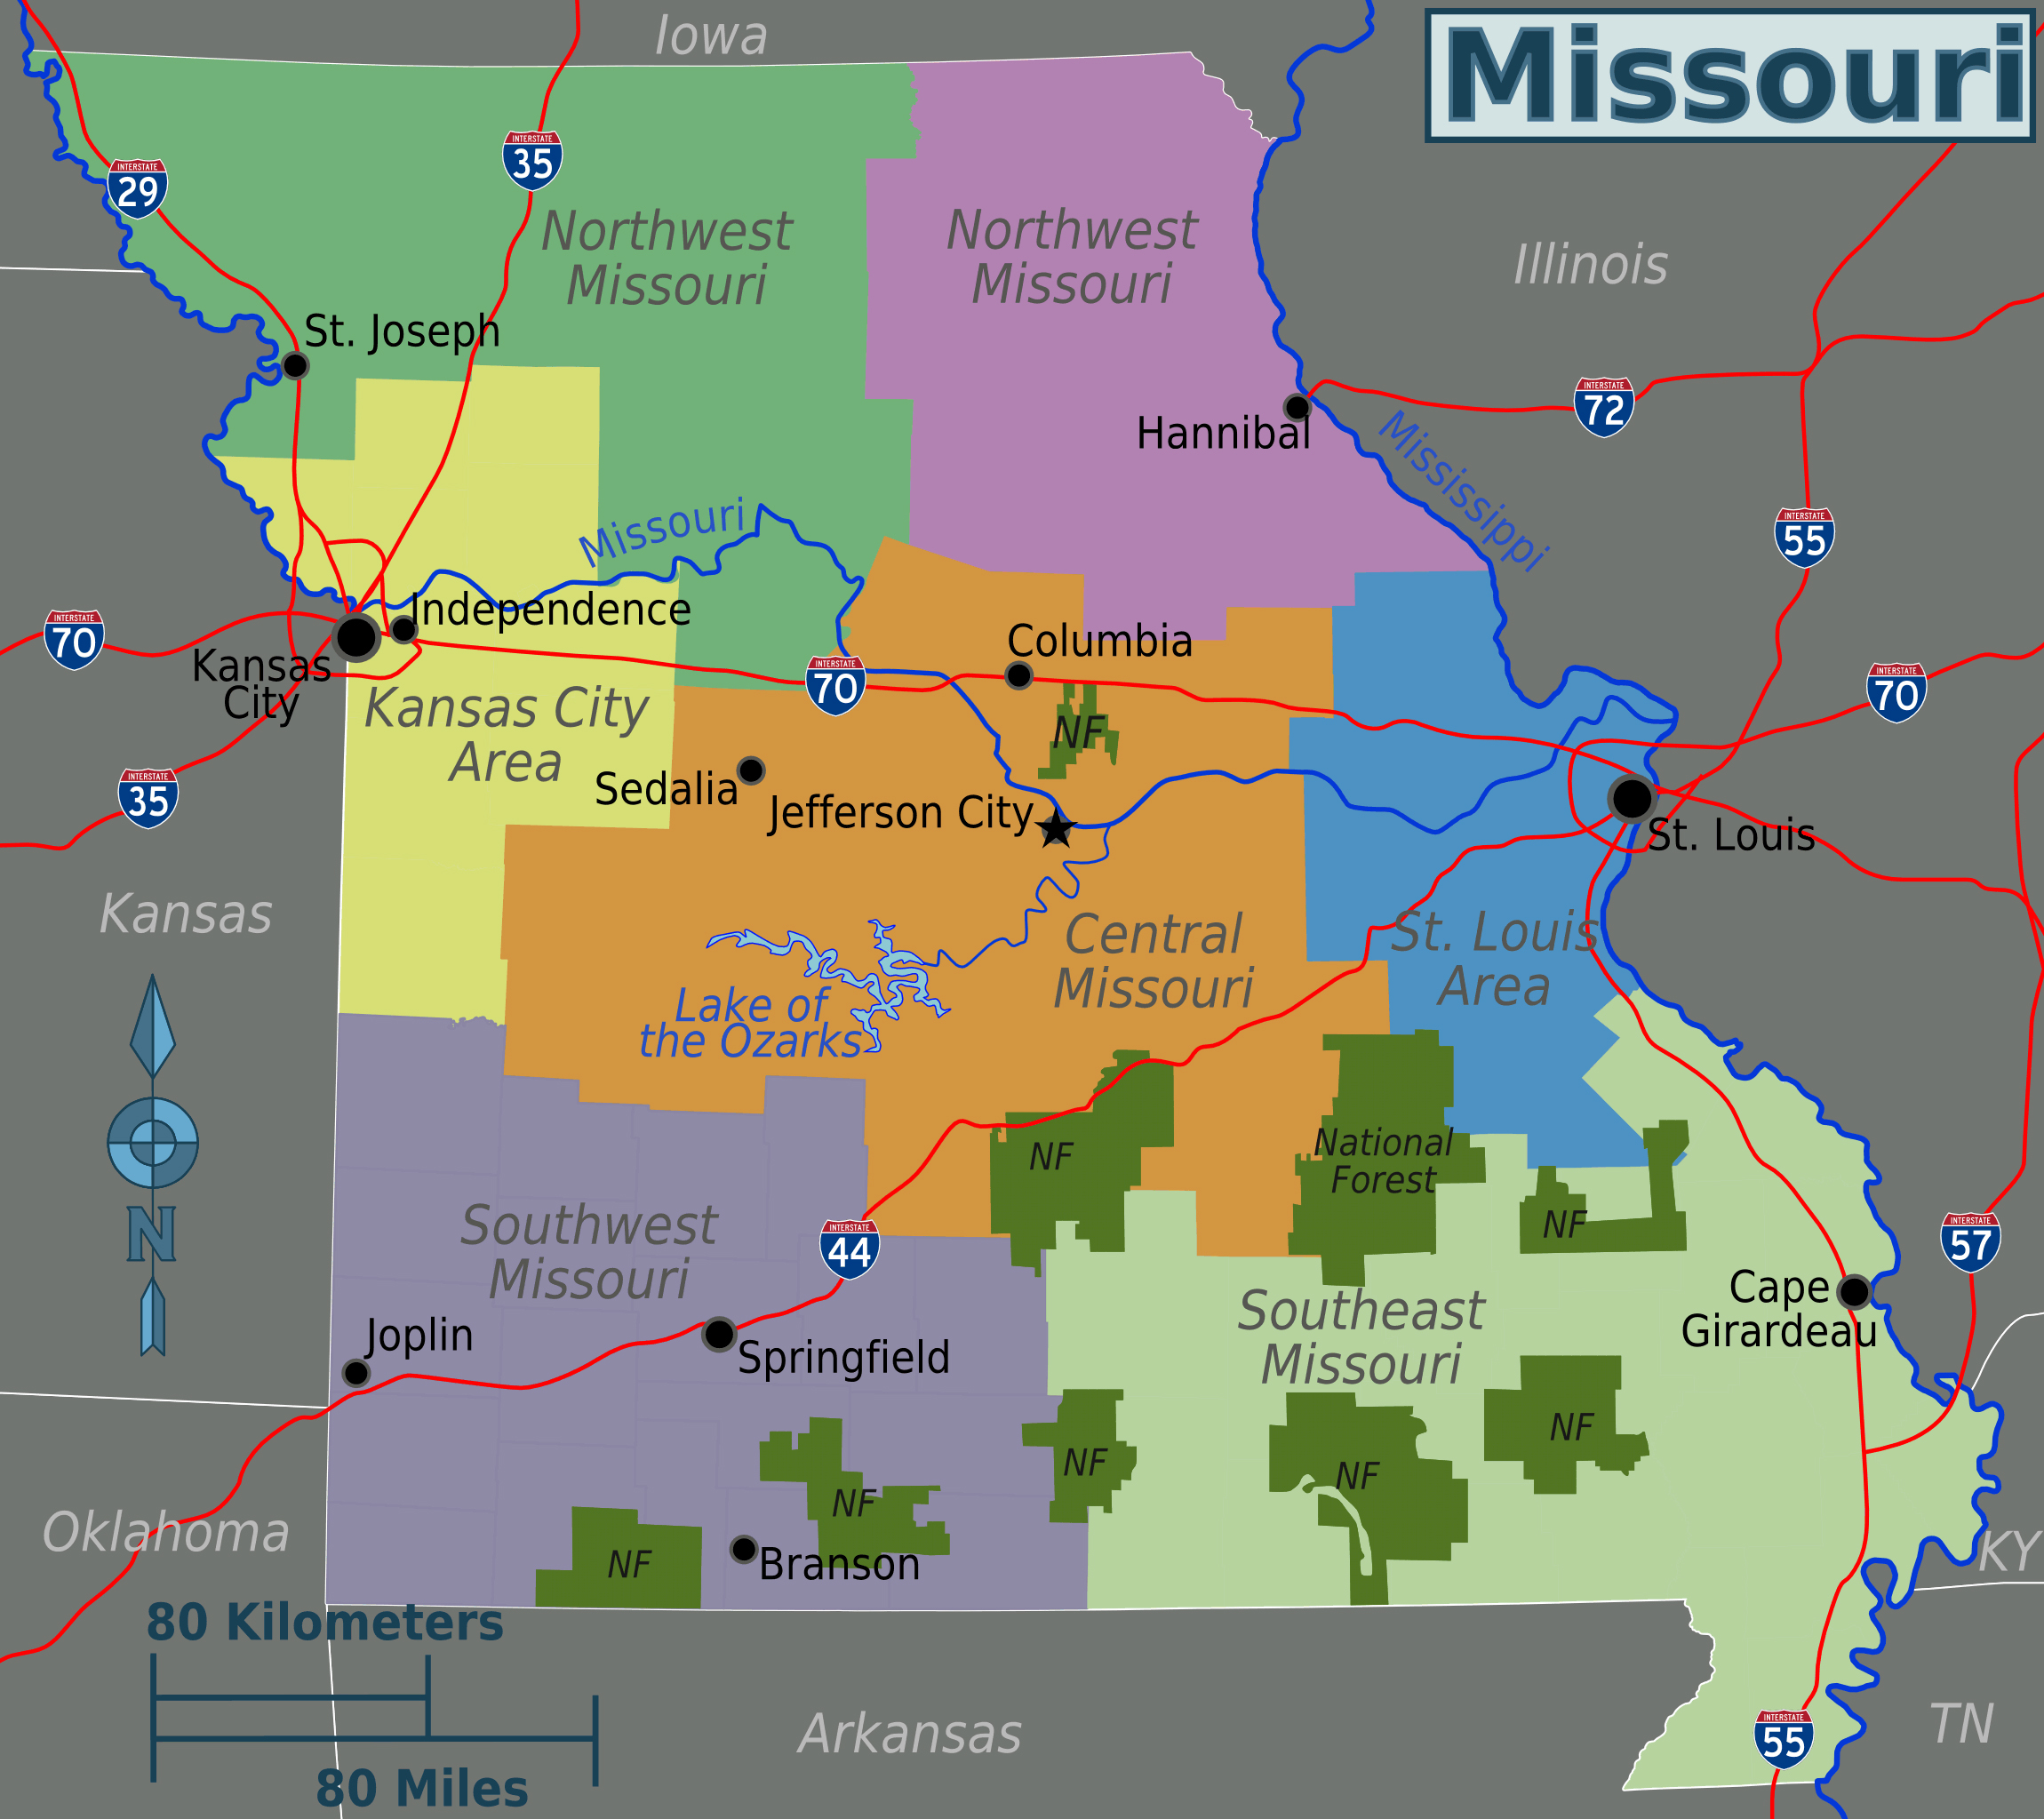 Iowa
Missouri
INTERSTATE
35
INTERSTATE
29
Northwest
Missouri
Northwest
Missouri
Illinois
St. Joseph
INTERSTATE
72
Hannibal
Mississippi
Missouri
INTERSTATE
55
Independence
INTERSTATE
70
Kansas
City
Columbia
INTERSTATE
70
INTERSTATE
70
Kansas City
Area
NF
Sedalia
Jefferson City
INTERSTATE
35
St. Louis
Kansas
Central
Missouri
St. Louis
Area
Lake of
the Ozarks
NF
National
Forest
NF
N
Southwest
Missouri
INTERSTATE
44
INTERSTATE
57
Cape
Girardeau
Southeast
Missouri
Joplin
Springfield
NF
NF
NF
NF
NF
Branson
Oklahoma
KY
80 Kilometers
80 Miles
Arkansas
INTERSTATE
55
TN